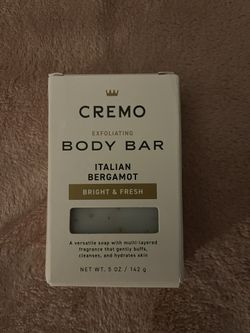 CREMO
EXFOLIATING
BODY BAR
ITALIAN
BERGAMOT
BRIGHT & FRESH
A versatile soap with multi-layered
fragrance that gently buffs,
cleanses, and hydrates skin
NET WT. 5 OZ / 142 g